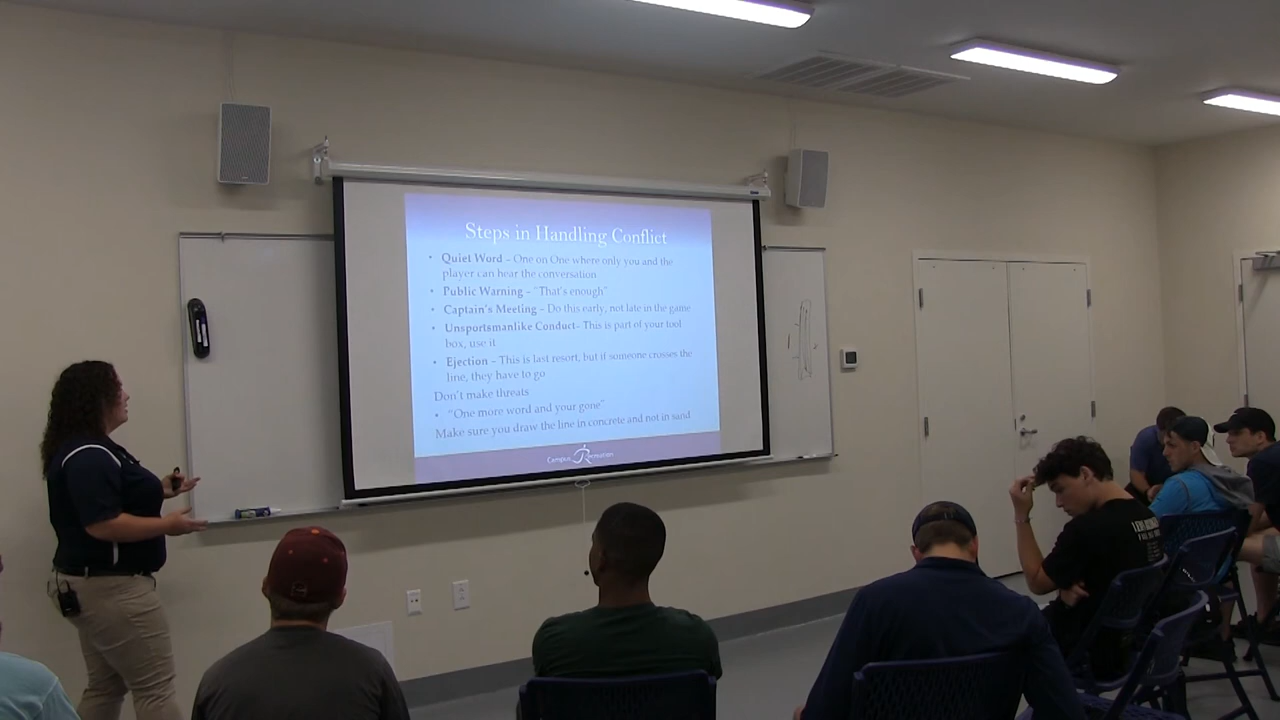 Steps in Handling Conflict
• Quiet Word – One on One where only you and the
player can hear the conversation
• Public Warning – "That's enough"
• Captain's Meeting – Do this early, not late in the game
• Unsportsmanlike Conduct– This is part of your tool
box, use it
• Ejection – This is last resort, but if someone crosses the
line, they have to go
Don't make threats
• "One more word and your gone"
Make sure you draw the line in concrete and not in sand
Campus Recreation